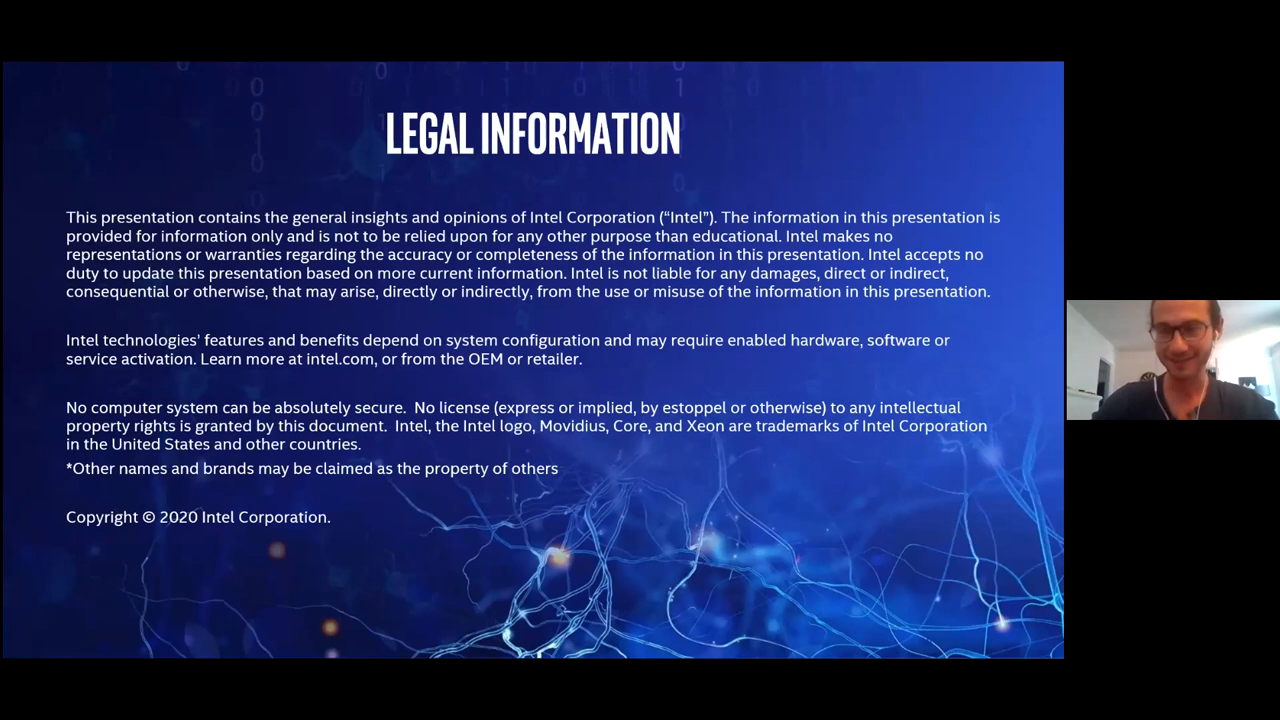 LEGAL INFORMATION
This presentation contains the general insights and opinions of Intel Corporation (“Intel”). The information in this presentation is
provided for information only and is not to be relied upon for any other purpose than educational. Intel makes no
representations or warranties regarding the accuracy or completeness of the information in this presentation. Intel accepts no
duty to update this presentation based on more current information. Intel is not liable for any damages, direct or indirect,
consequential or otherwise, that may arise, directly or indirectly, from the use or misuse of the information in this presentation.
Intel technologies’ features and benefits depend on system configuration and may require enabled hardware, software or
service activation. Learn more at intel.com, or from the OEM or retailer.
No computer system can be absolutely secure.  No license (express or implied, by estoppel or otherwise) to any intellectual
property rights is granted by this document.  Intel, the Intel logo, Movidius, Core, and Xeon are trademarks of Intel Corporation
in the United States and other countries.
*Other names and brands may be claimed as the property of others
Copyright © 2020 Intel Corporation.